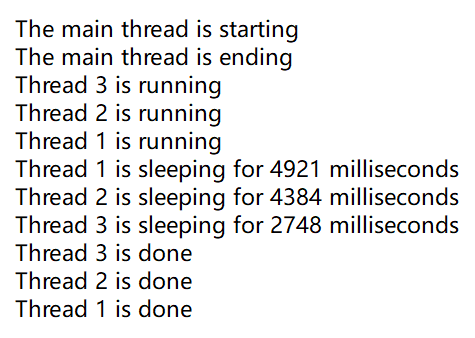 The main thread is starting
The main thread is ending
Thread 3 is running
Thread 2 is running
Thread 1 is running
Thread 1 is sleeping for 4921 milliseconds
Thread 2 is sleeping for 4384 milliseconds
Thread 3 is sleeping for 2748 milliseconds
Thread 3 is done
Thread 2 is done
Thread 1 is done